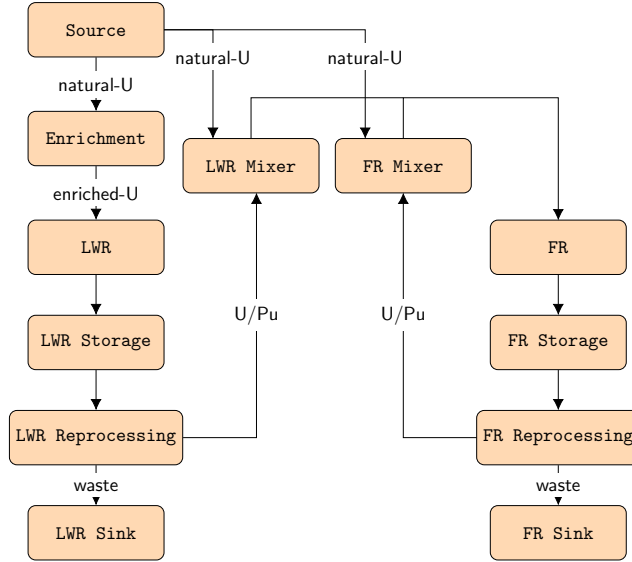 Source
natural-U
natural-U
natural-U
Enrichment
LWR Mixer
FR Mixer
enriched-U
LWR
FR
U/Pu
U/Pu
LWR Storage
FR Storage
LWR Reprocessing
FR Reprocessing
waste
waste
LWR Sink
FR Sink